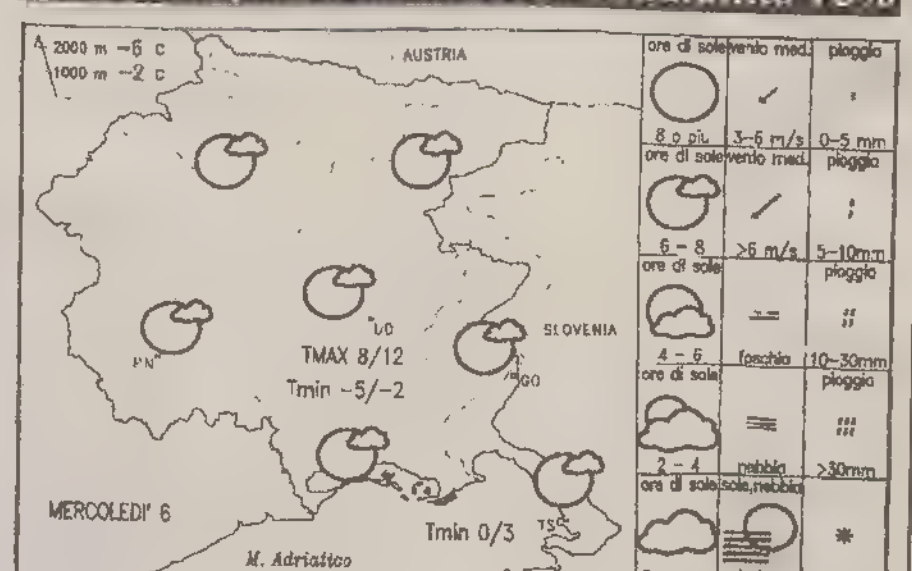 2000 m -6 c
1000 m -2 c
AUSTRIA
SLOVENIA
UD
PN
GO
TMAX 8/12
Tmin -5/-2
MERCOLEDI' 6
Tmin 0/3
TS
M. Adriatico
ore di sole vento med. pioggia
8 o più 3-6 m/s 0-5 mm
ore di sole vento med. pioggia
6 - 8 >6 m/s 5-10mm
ore di sole pioggia
4 - 6 foschia 10-30mm
ore di sole pioggia
2 - 4 nebbia >30mm
ore di sole sole,nebbia